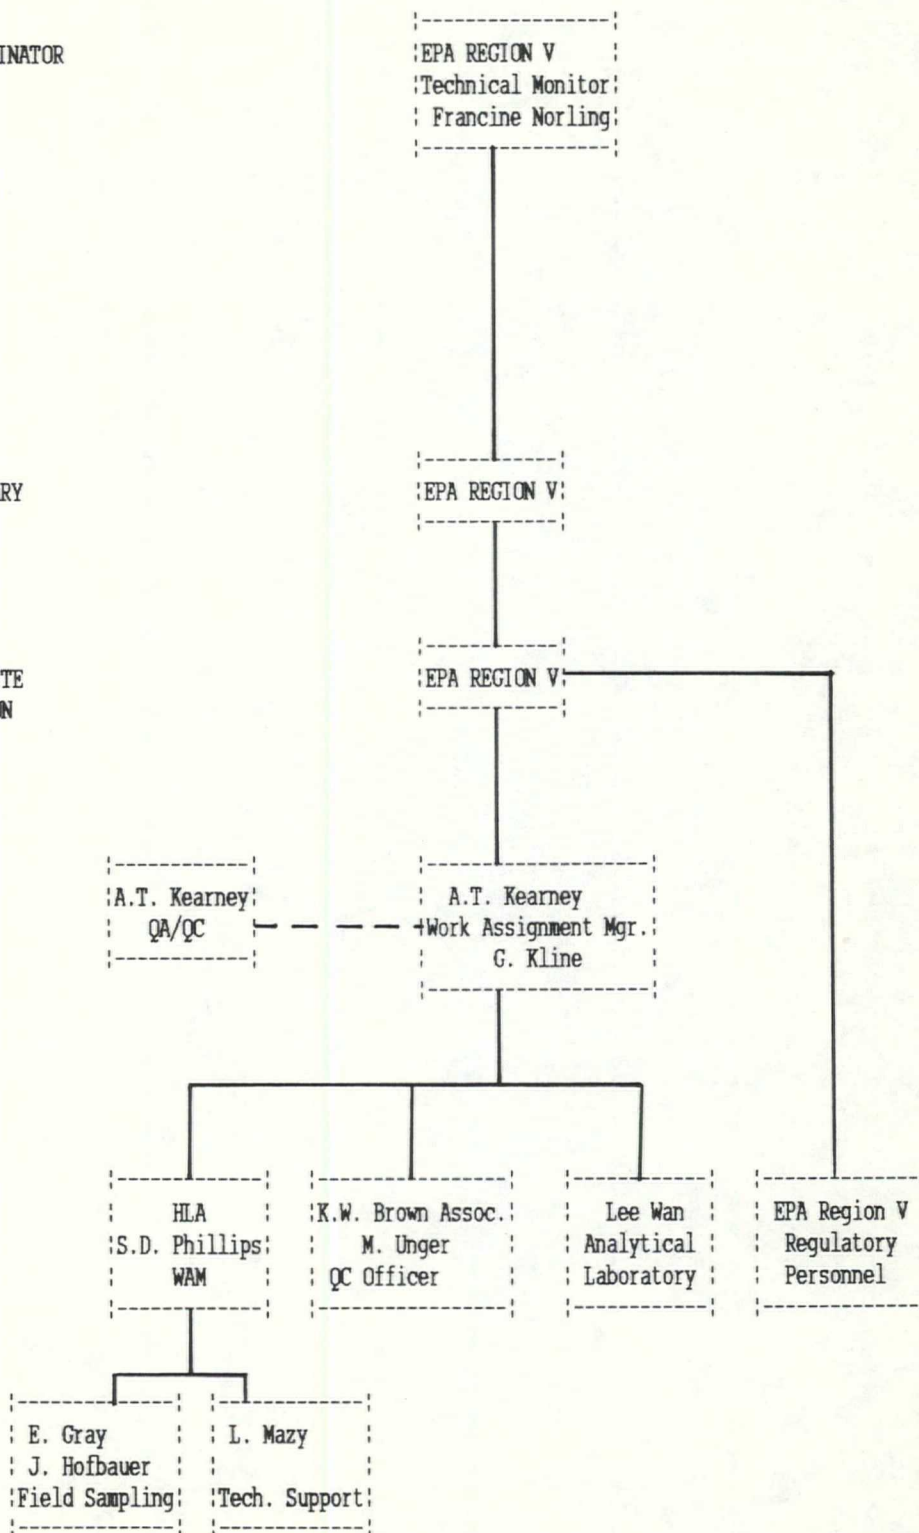 INATOR
EPA REGION V
Technical Monitor
Francine Norling
RY
EPA REGION V
TE
N
EPA REGION V
A.T. Kearney
QA/QC
A.T. Kearney
Work Assignment Mgr.
G. Kline
HLA
S.D. Phillips
WAM
K.W. Brown Assoc.
M. Unger
QC Officer
Lee Wan
Analytical
Laboratory
EPA Region V
Regulatory
Personnel
E. Gray
J. Hofbauer
Field Sampling
L. Mazy
Tech. Support